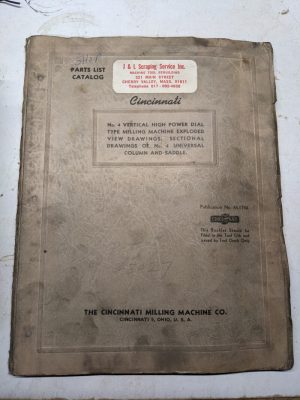 PARTS LIST
CATALOG
J & L Scraping Service Inc.
MACHINE TOOL REBUILDING
221 MAIN STREET
CHERRY VALLEY, MASS. 01611
Telephone 617-892-
Cincinnati
No. 4 VERTICAL HIGH POWER DIAL
TYPE MILLING MACHINE EXPLODED
VIEW DRAWINGS. SECTIONAL
DRAWINGS OF No. 4 UNIVERSAL
COLUMN AND SADDLE.
Publication No.
CINCINNATI
This Booklet Should be
Filed in the Tool Crib and
issued by Tool Check Only
THE CINCINNATI MILLING MACHINE CO.
CINCINNATI 9, OHIO, U. S. A.